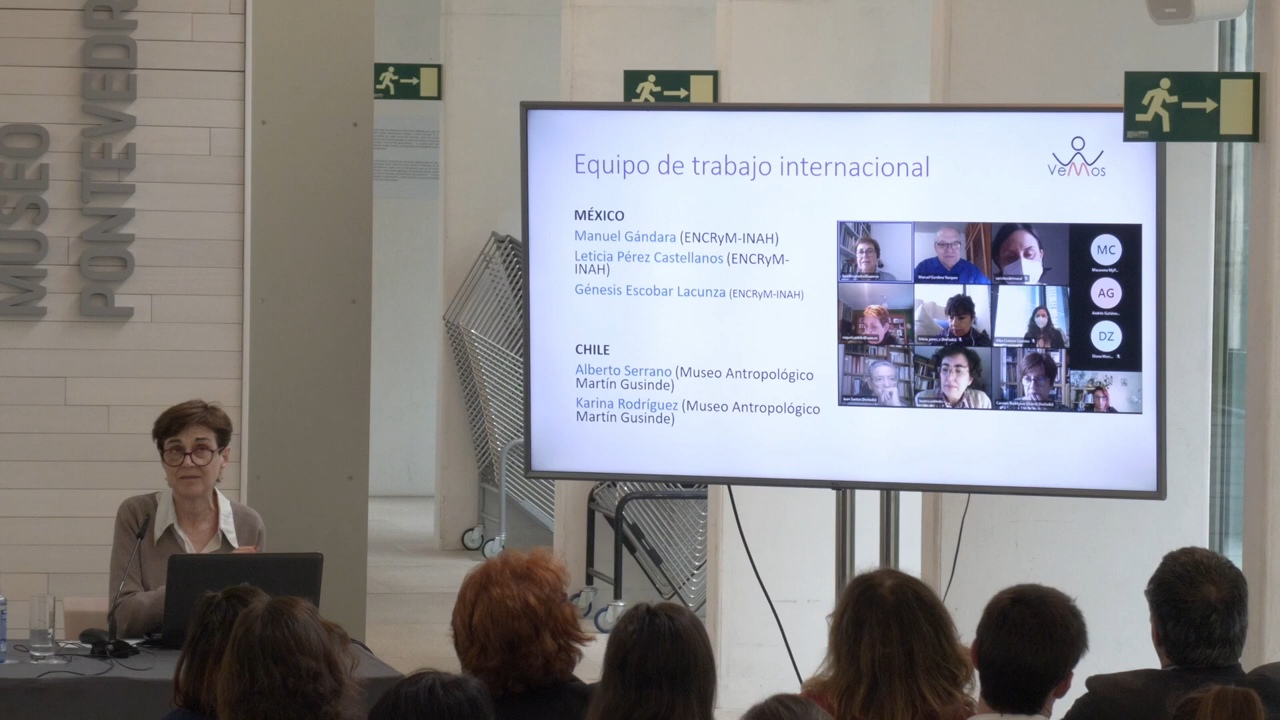 MUSEO
PONTEVEDR
Equipo de trabajo internacional
VeMos
MÉXICO
Manuel Gándara (ENCRyM-INAH)
Leticia Pérez Castellanos (ENCRyM-
INAH)
Génesis Escobar Lacunza (ENCRyM-INAH)
CHILE
Alberto Serrano (Museo Antropológico
Martín Gusinde)
Karina Rodríguez (Museo Antropológico
Martín Gusinde)
MC
AG
DZ